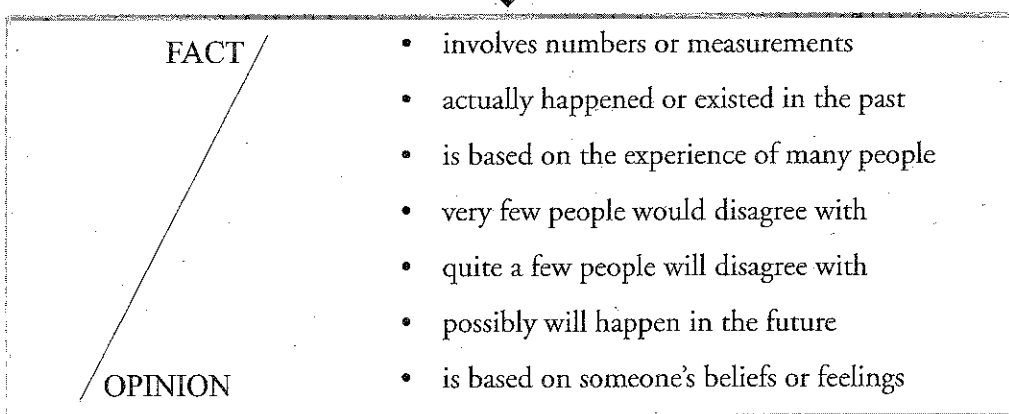 FACT
• involves numbers or measurements
• actually happened or existed in the past
• is based on the experience of many people
• very few people would disagree with
• quite a few people will disagree with
• possibly will happen in the future
OPINION
• is based on someone's beliefs or feelings